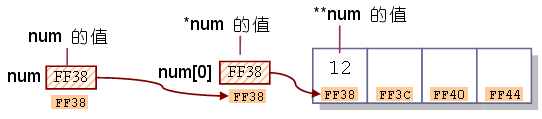 num 的值
*num 的值
**num 的值
num FF38
FF38
num[0] FF38
FF38
12
FF38 FF3C FF40 FF44